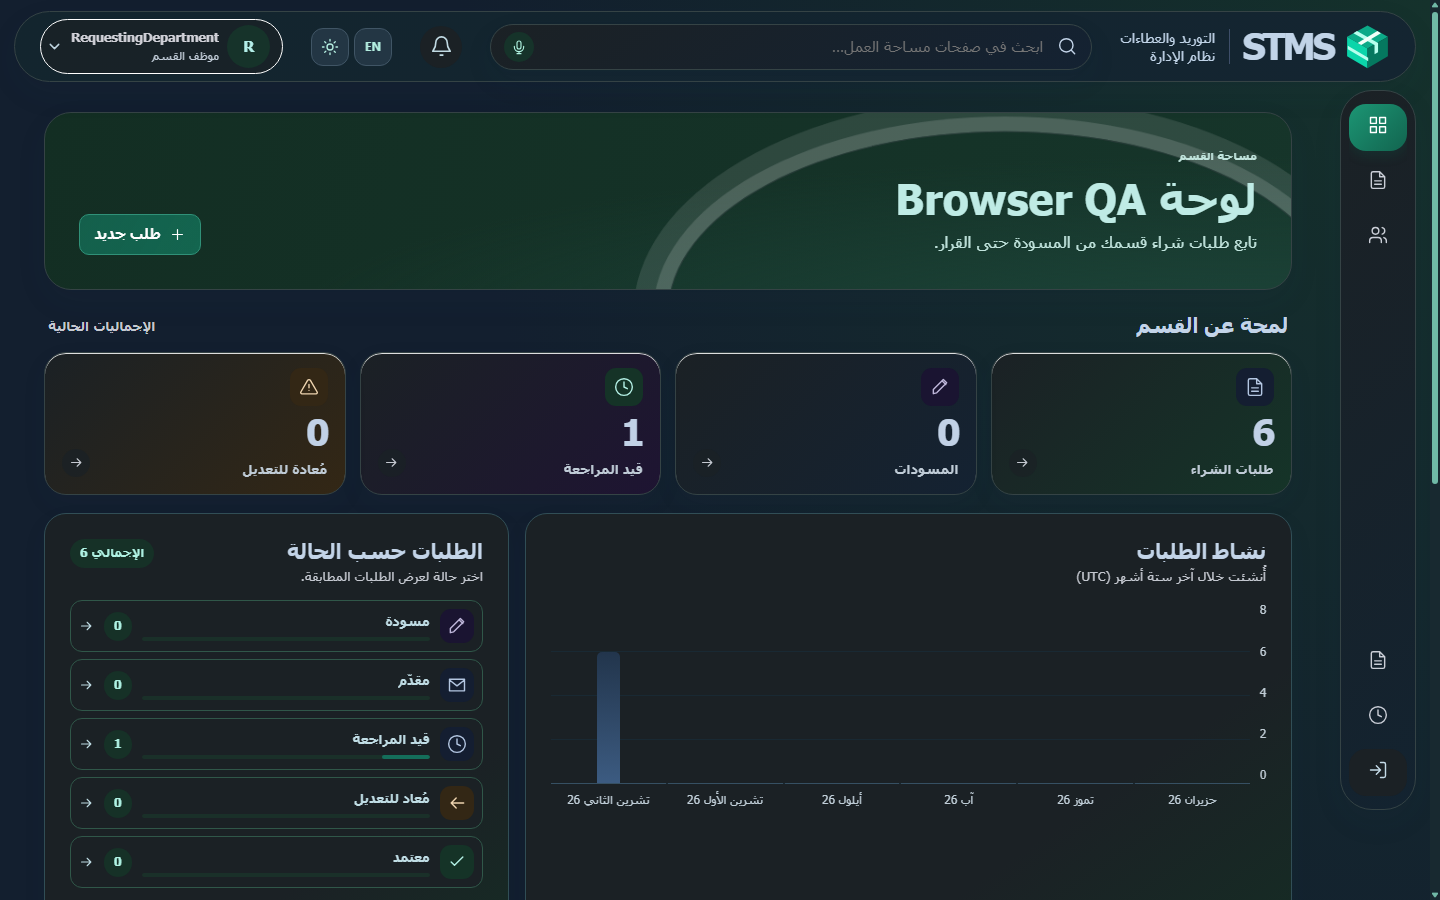 STMS
التوريد والعطاءات
نظام الإدارة
ابحث في صفحات مساحة العمل...
EN
RequestingDepartment
موظف القسم
R
مساحة القسم
لوحة Browser QA
تابع طلبات شراء قسمك من المسودة حتى القرار.
طلب جديد
لمحة عن القسم
الإجماليات الحالية
6
طلبات الشراء
0
المسودات
1
قيد المراجعة
0
مُعادة للتعديل
نشاط الطلبات
أُنشئت خلال آخر ستة أشهر (UTC)
8
6
4
2
0
حزيران 26
تموز 26
آب 26
أيلول 26
تشرين الأول 26
تشرين الثاني 26
الطلبات حسب الحالة
الإجمالي 6
اختر حالة لعرض الطلبات المطابقة.
مسودة
0
مقدّم
0
قيد المراجعة
1
مُعاد للتعديل
0
معتمد
0